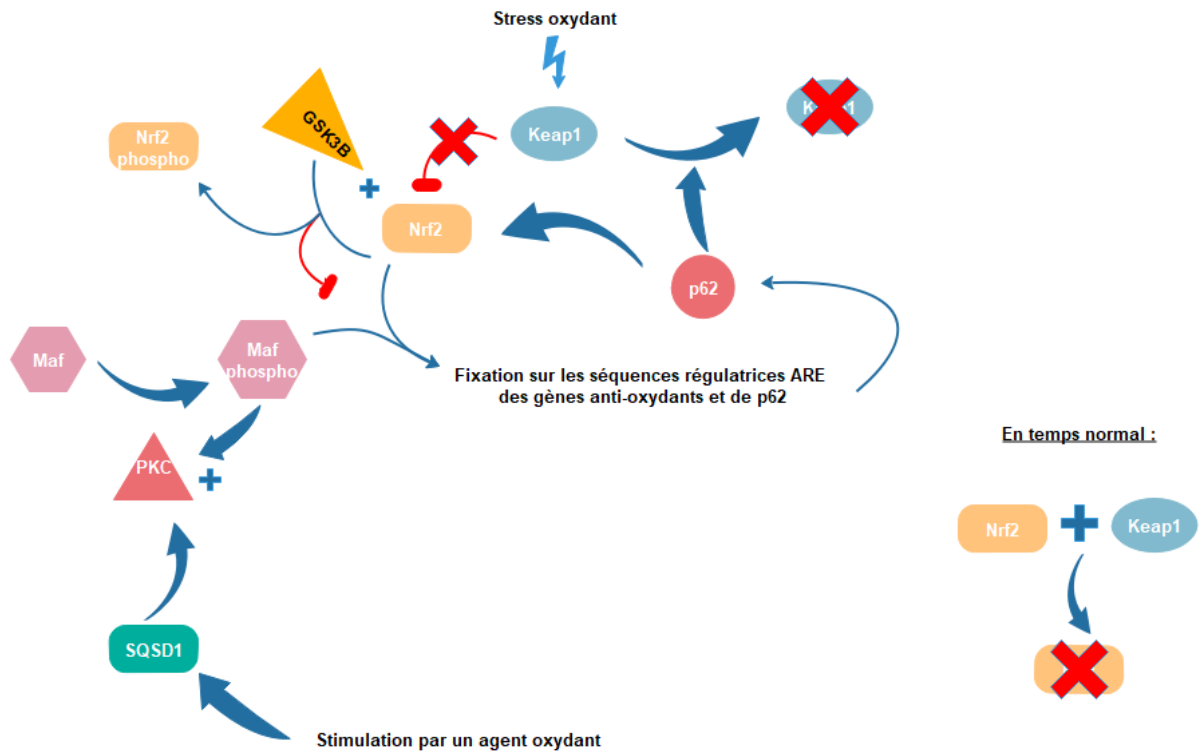 Stress oxydant
GSK3B
Nrf2
phospho
Keap1
Nrf2
p62
Maf
Maf
phospho
Fixation sur les séquences régulatrices ARE
des gènes anti-oxydants et de p62
PKC
SQSD1
Stimulation par un agent oxydant
En temps normal :
Nrf2
Keap1